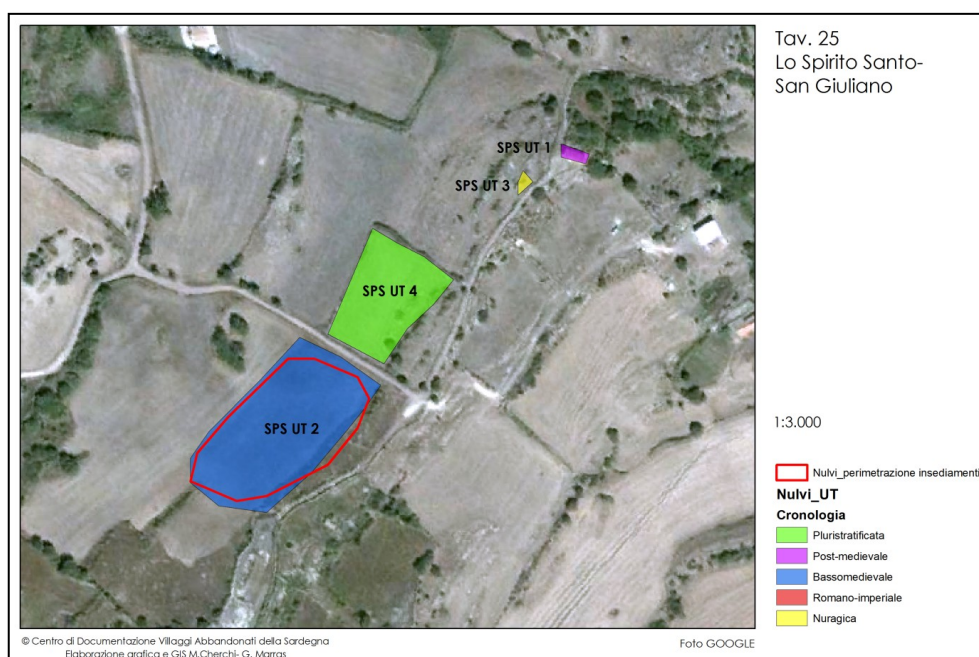 Tav. 25
Lo Spirito Santo-
San Giuliano
SPS UT 1
SPS UT 3
SPS UT 4
SPS UT 2
1:3.000
Nulvi_perimetrazione insediamenti
Nulvi_UT
Cronologia
Pluristratificata
Post-medievale
Bassomedievale
Romano-imperiale
Nuragica
© Centro di Documentazione Villaggi Abbandonati della Sardegna
Elaborazione grafica e GIS M.Cherchi- G. Marras
Foto GOOGLE